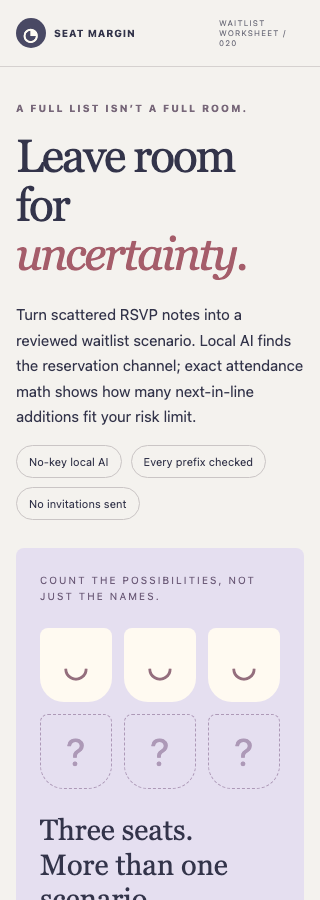 SEAT MARGIN
WAITLIST
WORKSHEET /
020
A FULL LIST ISN’T A FULL ROOM.
Leave room
for
uncertainty.
Turn scattered RSVP notes into a
reviewed waitlist scenario. Local AI finds
the reservation channel; exact attendance
math shows how many next-in-line
additions fit your risk limit.
No-key local AI
Every prefix checked
No invitations sent
COUNT THE POSSIBILITIES, NOT
JUST THE NAMES.
? ? ?
Three seats.
More than one
scenario